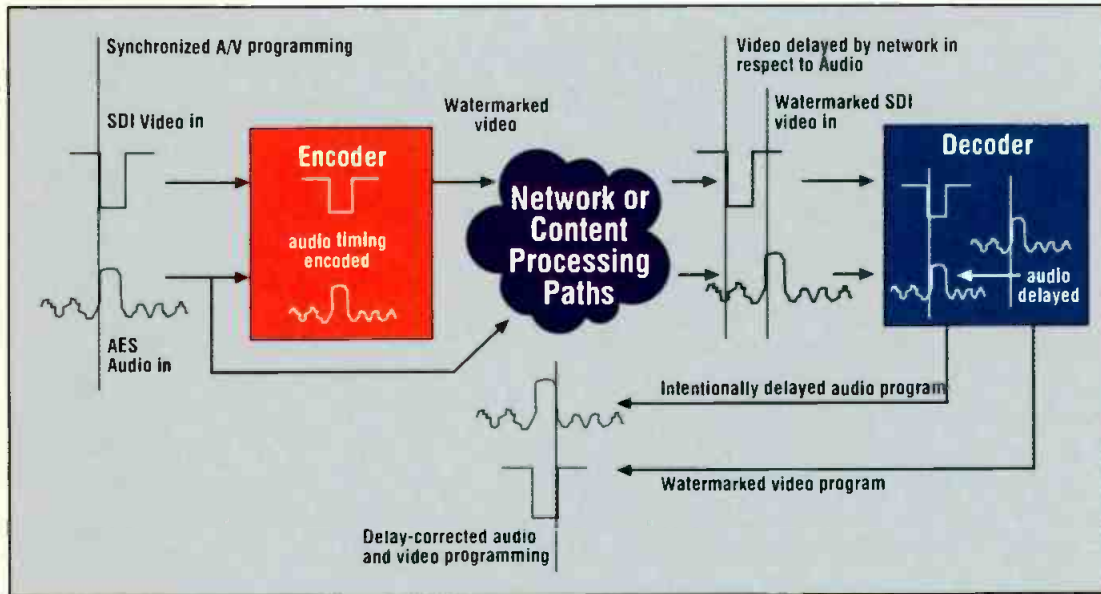 Synchronized A/V programming
SDI Video in
AES
Audio in
Encoder
audio timing
encoded
Watermarked
video
Network or
Content
Processing
Paths
Video delayed by network in
respect to Audio
Watermarked SDI
video in
Decoder
audio
delayed
Intentionally delayed audio program
Watermarked video program
Delay-corrected audio
and video programming